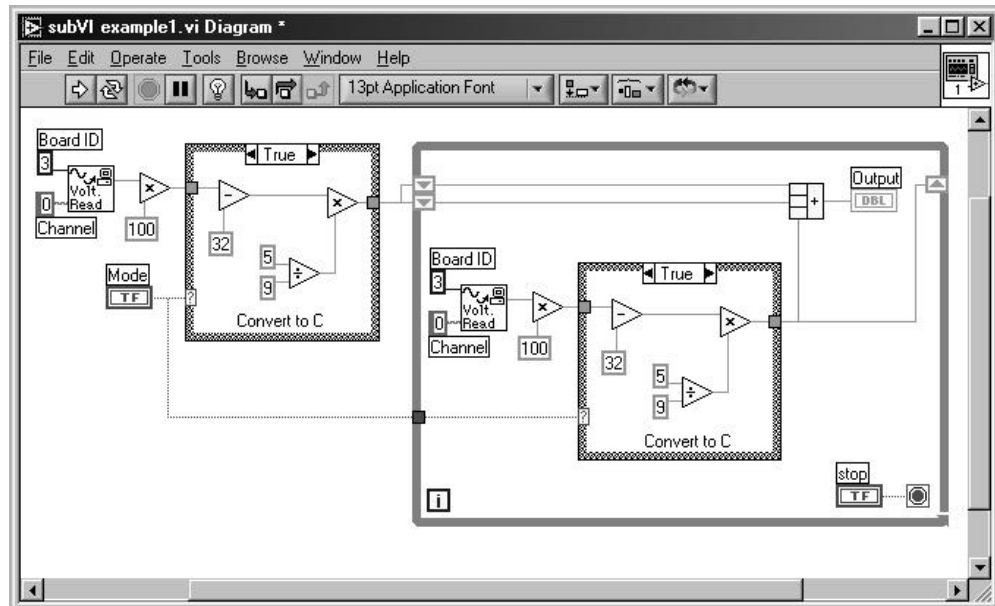 subVI example1.vi Diagram *
File Edit Operate Tools Browse Window Help
13pt Application Font
1
Board ID
3
Volt.
Read
0
Channel
×
100
True
-
32
×
5
9
÷
Convert to C
Mode
TF
?
Board ID
3
Volt.
Read
0
Channel
×
100
True
-
32
×
5
9
÷
?
Convert to C
+
Output
DBL
stop
TF
i